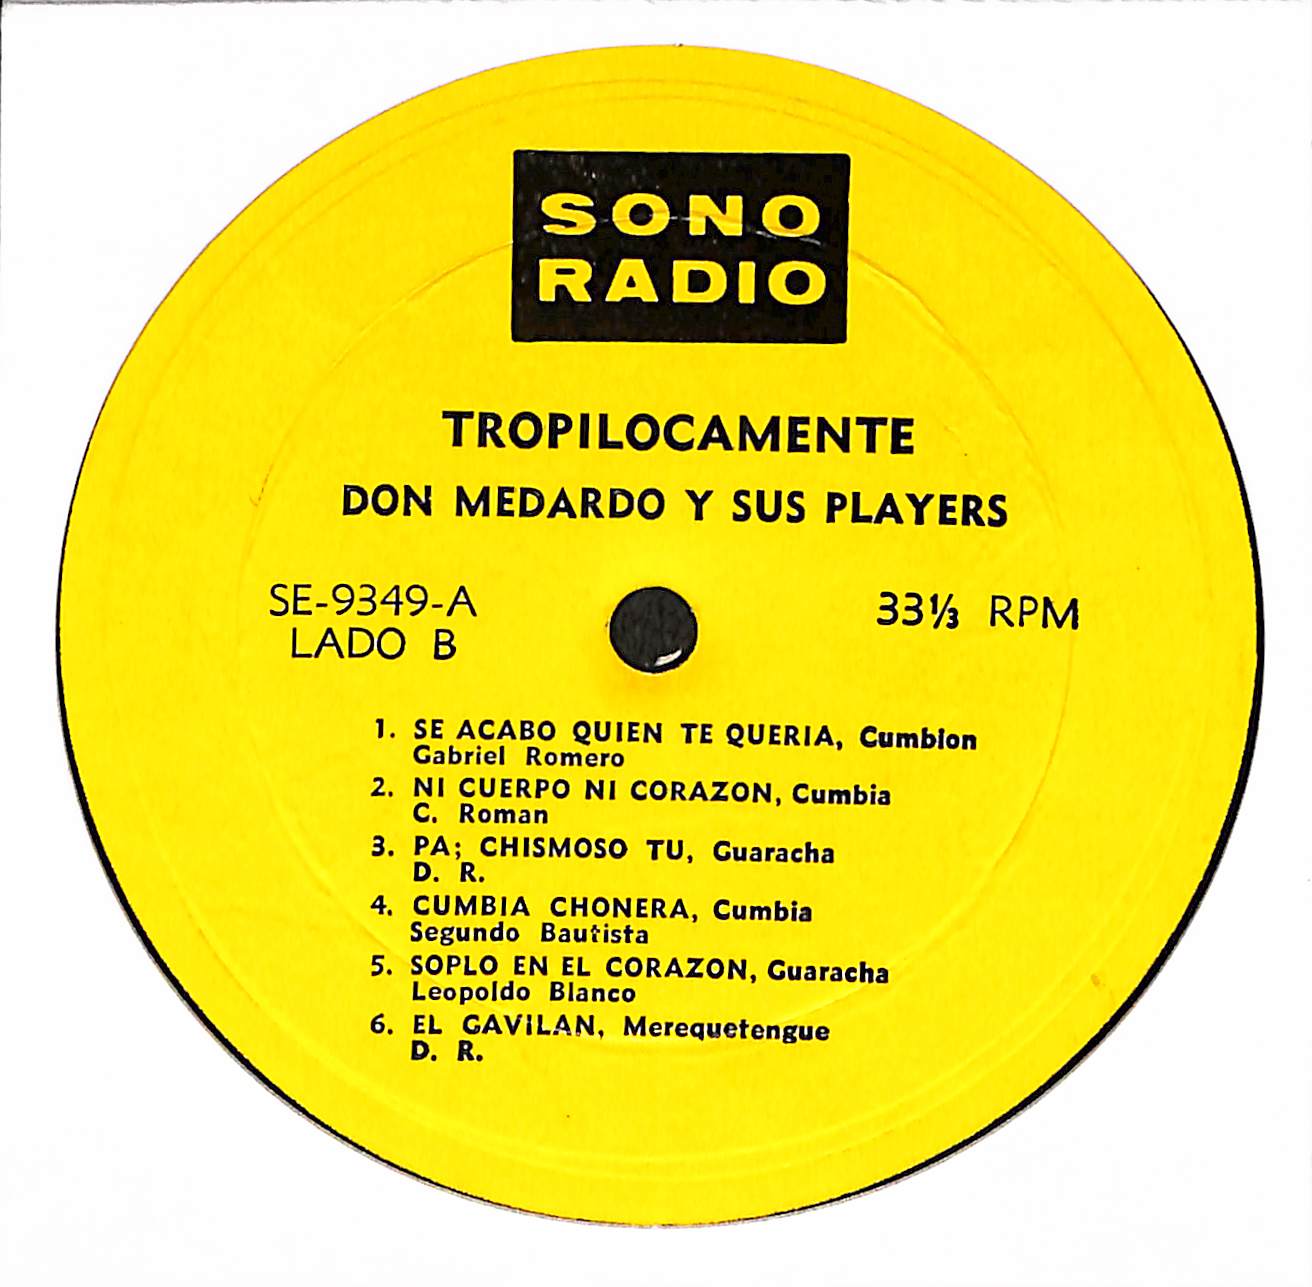 SONO
RADIO
TROPILOCAMENTE
DON MEDARDO Y SUS PLAYERS
SE-9349-A
LADO B
33⅓ RPM
1. SE ACABO QUIEN TE QUERIA, Cumbion
Gabriel Romero
2. NI CUERPO NI CORAZON, Cumbia
C. Roman
3. PA; CHISMOSO TU, Guaracha
D. R.
4. CUMBIA CHONERA, Cumbia
Segundo Bautista
5. SOPLO EN EL CORAZON, Guaracha
Leopoldo Blanco
6. EL GAVILAN, Merequetengue
D. R.